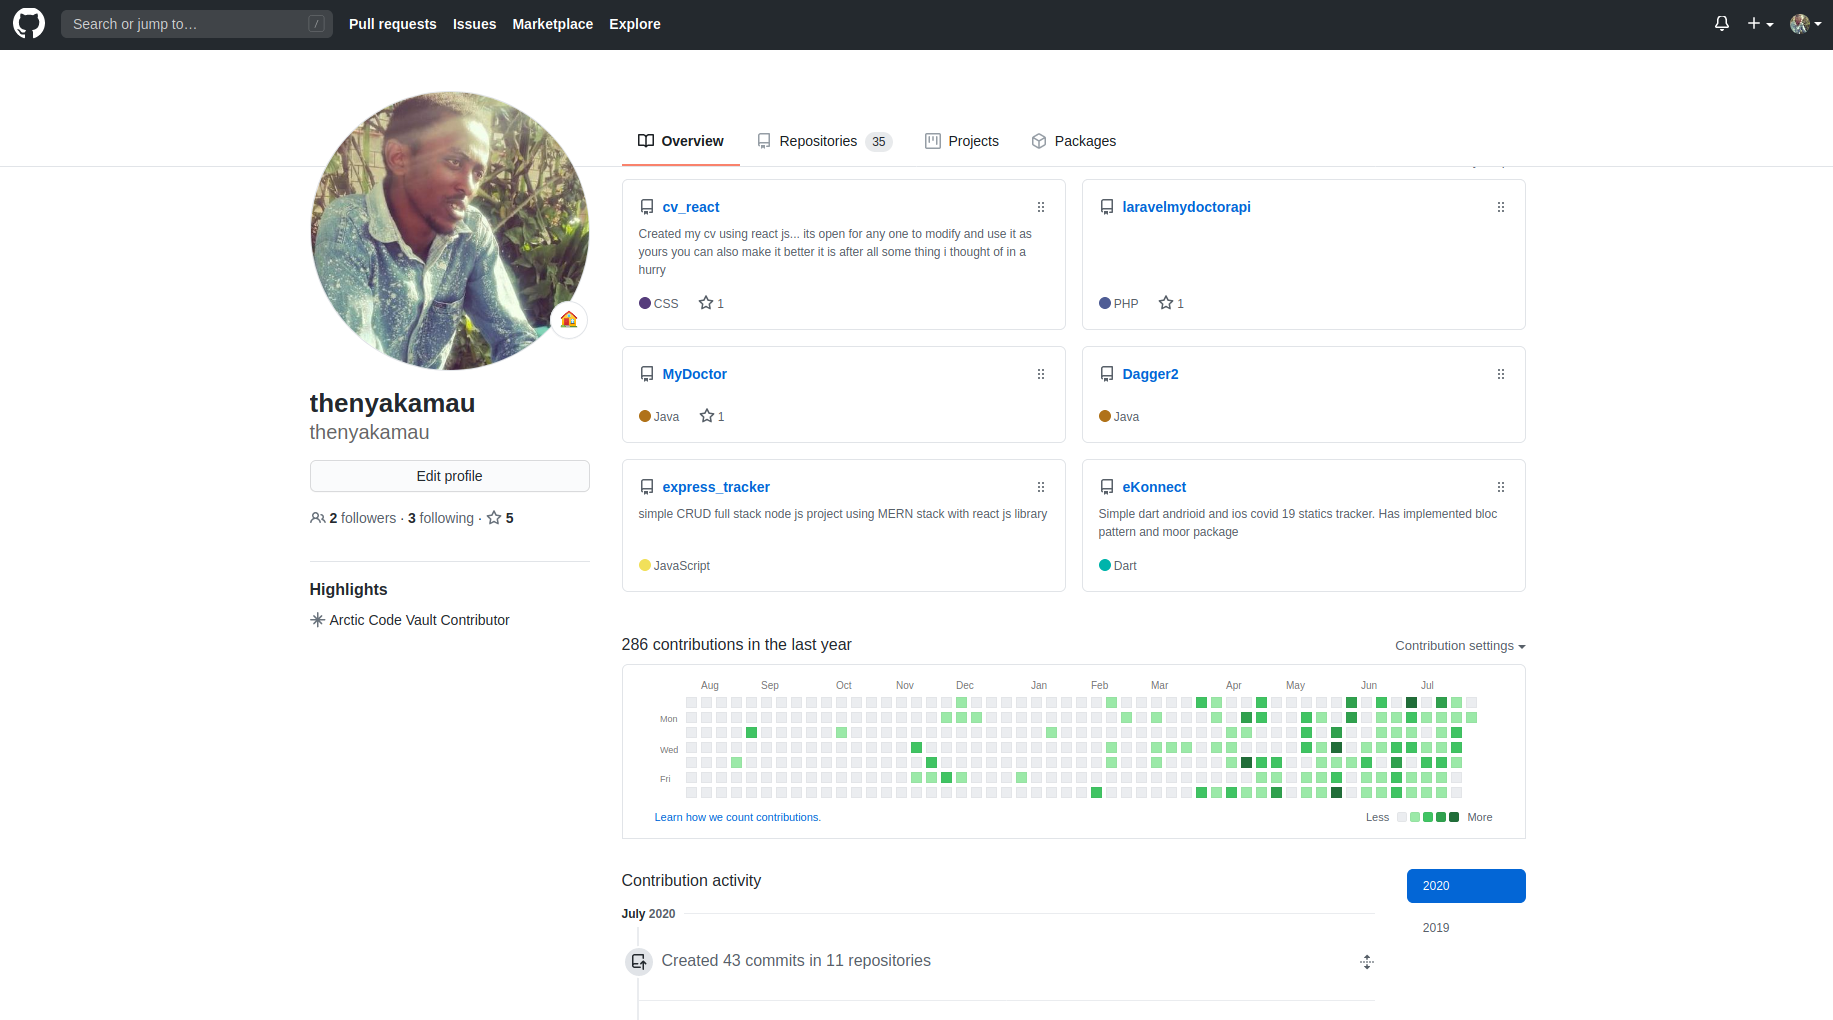 Search or jump to…
/
Pull requests
Issues
Marketplace
Explore
Overview
Repositories 35
Projects
Packages
cv_react
Created my cv using react js... its open for any one to modify and use it as
yours you can also make it better it is after all some thing i thought of in a
hurry
CSS 1
laravelmydoctorapi
PHP 1
MyDoctor
Java 1
Dagger2
Java
express_tracker
simple CRUD full stack node js project using MERN stack with react js library
JavaScript
eKonnect
Simple dart andrioid and ios covid 19 statics tracker. Has implemented bloc
pattern and moor package
Dart
thenyakamau
thenyakamau
Edit profile
2 followers · 3 following · 5
Highlights
Arctic Code Vault Contributor
286 contributions in the last year
Contribution settings
Aug Sep Oct Nov Dec Jan Feb Mar Apr May Jun Jul
Mon
Wed
Fri
Learn how we count contributions.
Less More
Contribution activity
2020
2019
July 2020
Created 43 commits in 11 repositories